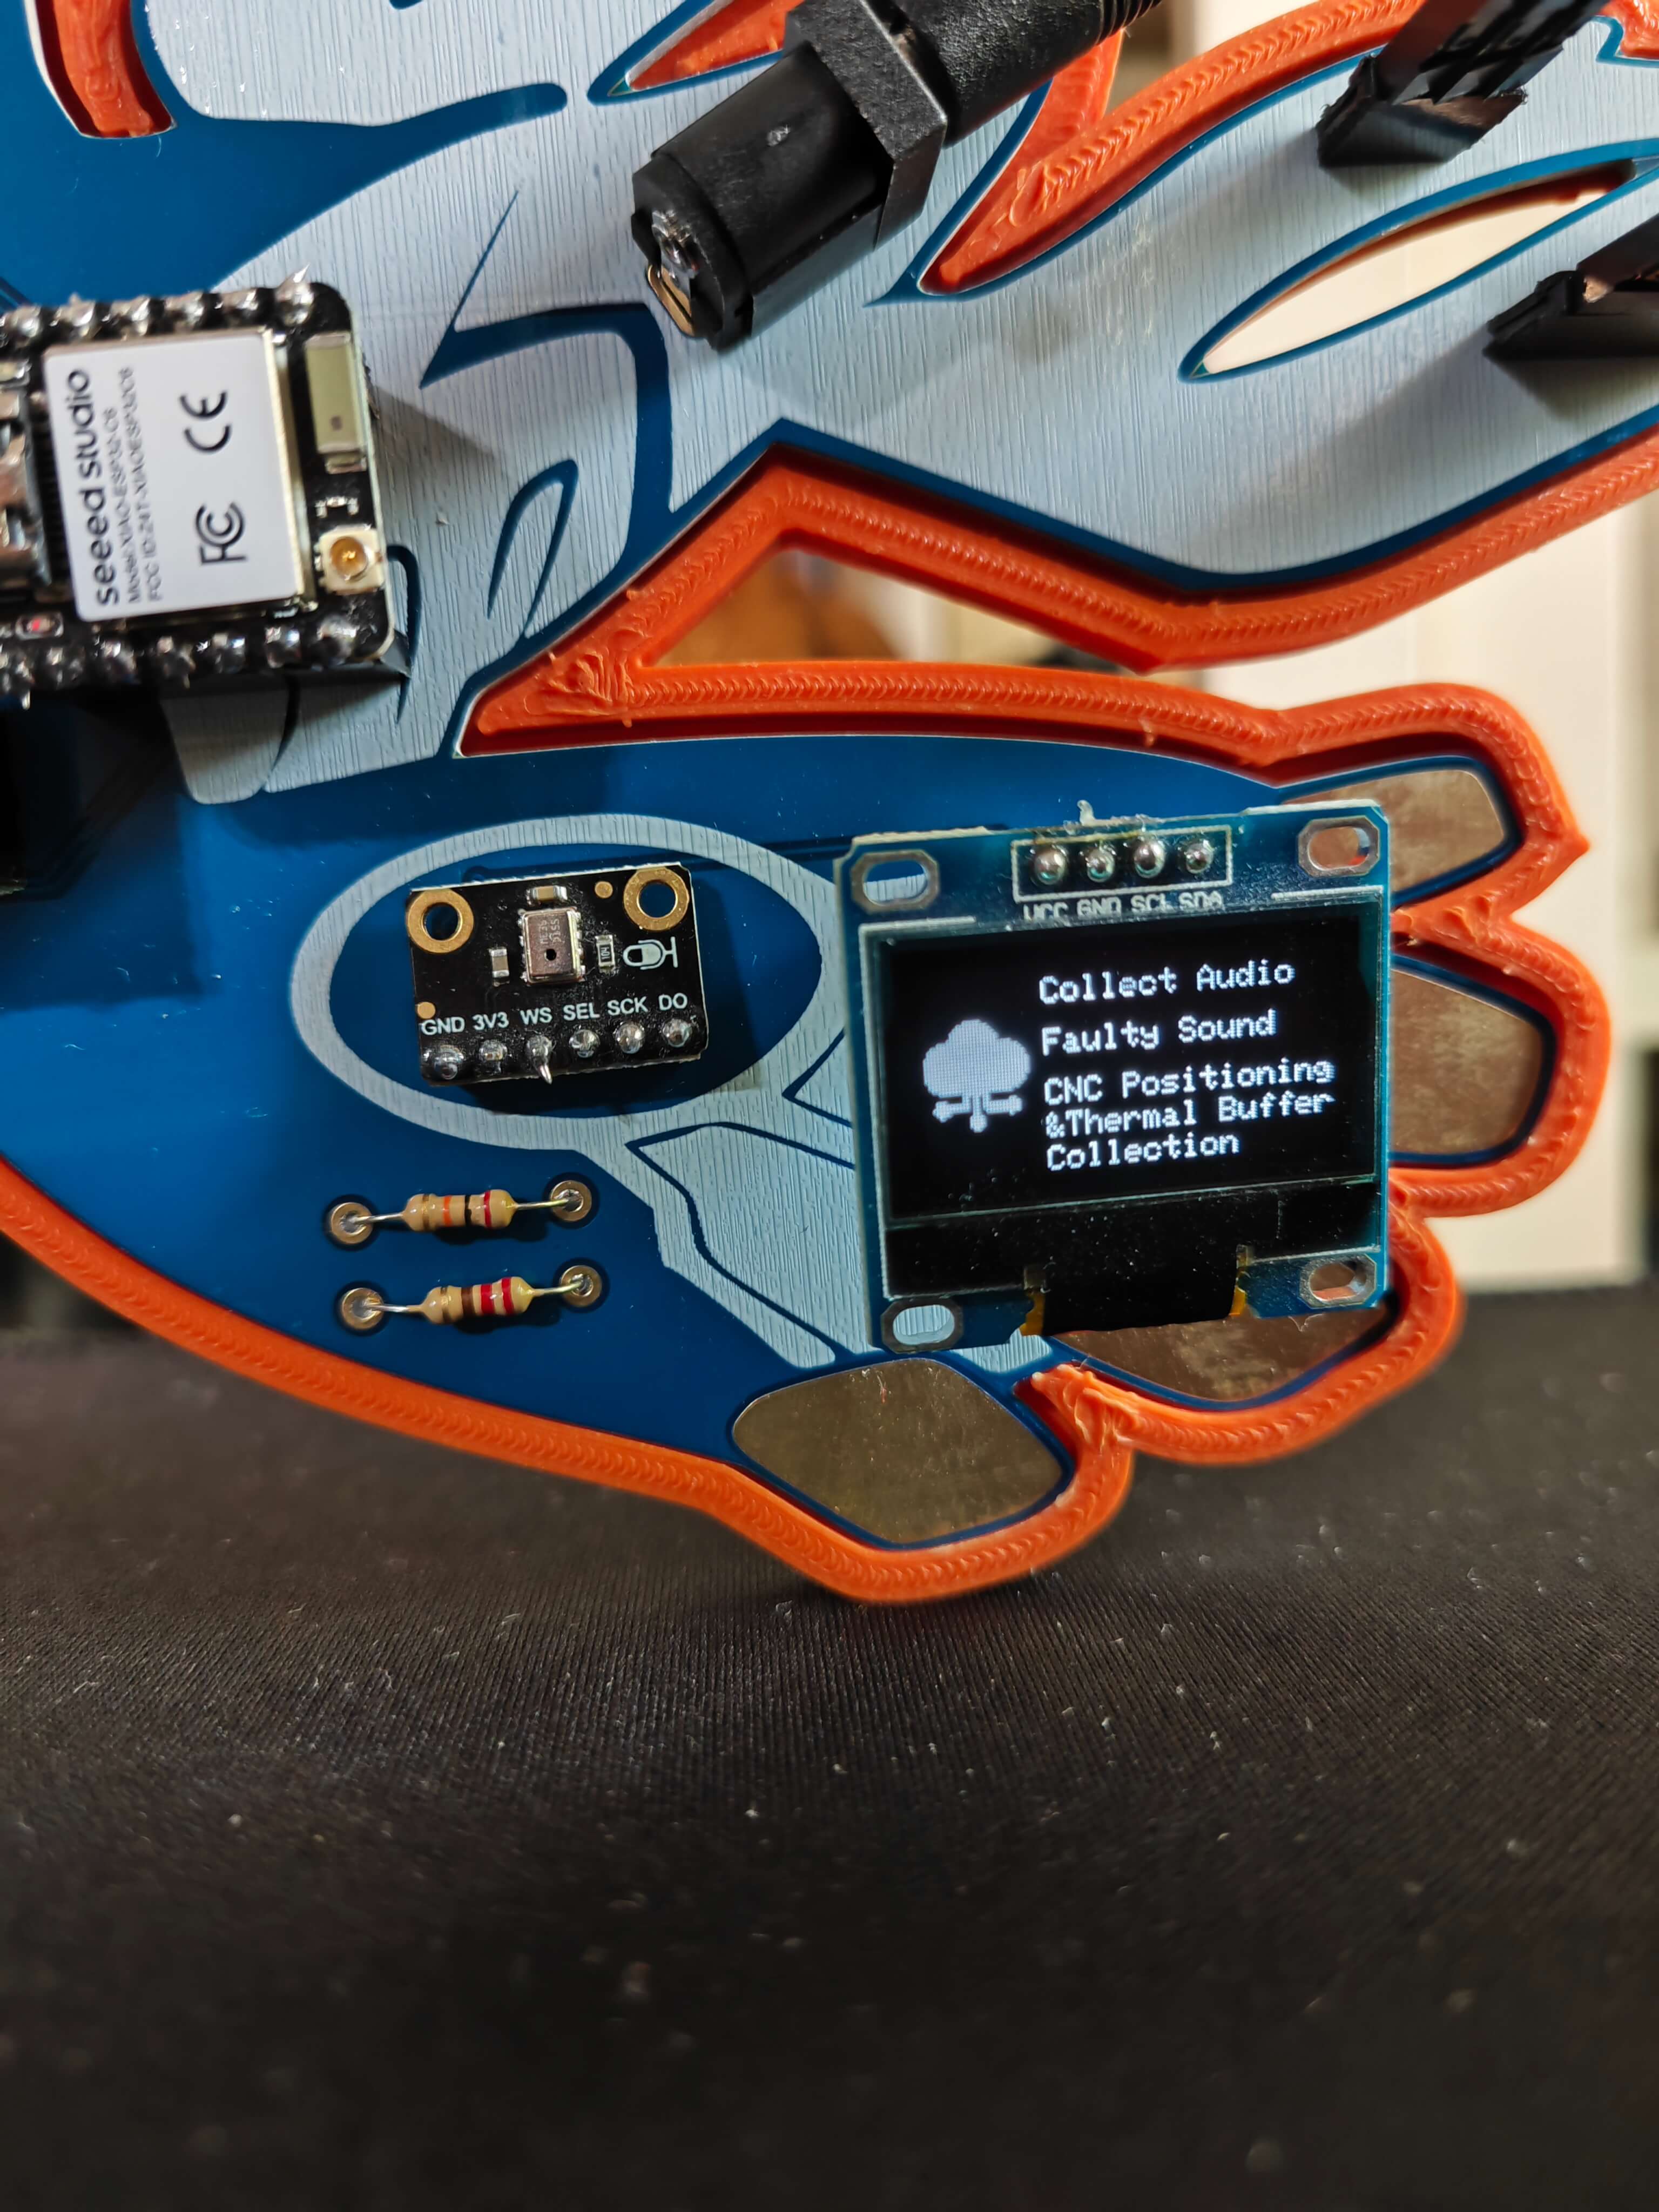 seeed studio
Model: XIAO-ESP32-C6
FCC ID: Z4T-XIAOESP32C6
FC CE
VCC GND SCL SDA
Collect Audio
Faulty Sound
CNC Positioning
&Thermal Buffer
Collection
GND 3V3 WS SEL SCK DO